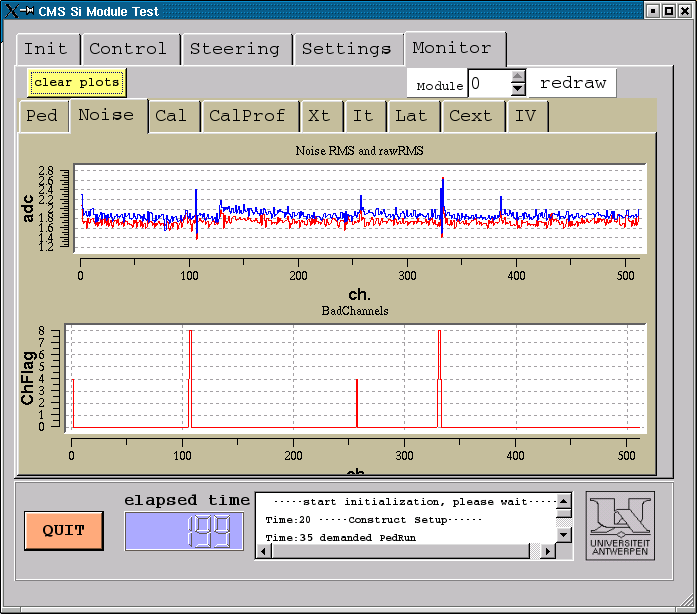 CMS Si Module Test
Init Control Steering Settings Monitor
clear plots Module 0 redraw
Ped Noise Cal CalProf Xt It Lat Cext IV
Noise RMS and rawRMS
2.8
2.6
2.4
2.2
2
1.8
1.6
1.4
1.2
adc
0 100 200 300 400 500
ch.
BadChannels
8
7
6
5
4
3
2
1
0
ChFlag
0 100 200 300 400 500
ch.
elapsed time
-----start initialization, please wait-----
Time:20 -----Construct Setup------
Time:35 demanded PedRun
QUIT
199
UNIVERSITEIT
ANTWERPEN